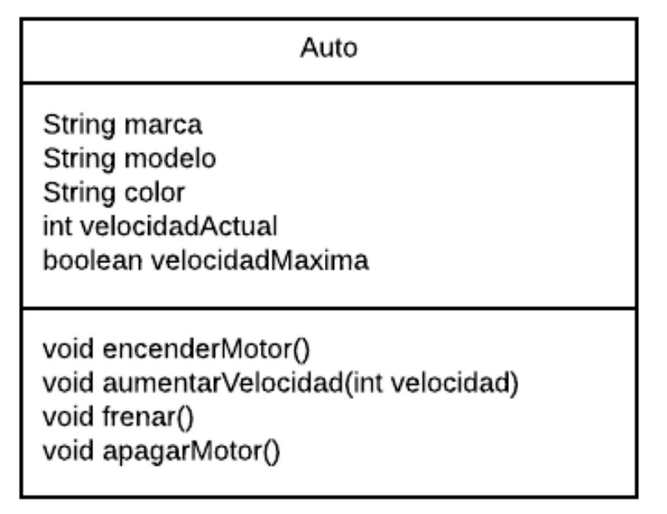 Auto
String marca
String modelo
String color
int velocidadActual
boolean velocidadMaxima
void encenderMotor()
void aumentarVelocidad(int velocidad)
void frenar()
void apagarMotor()